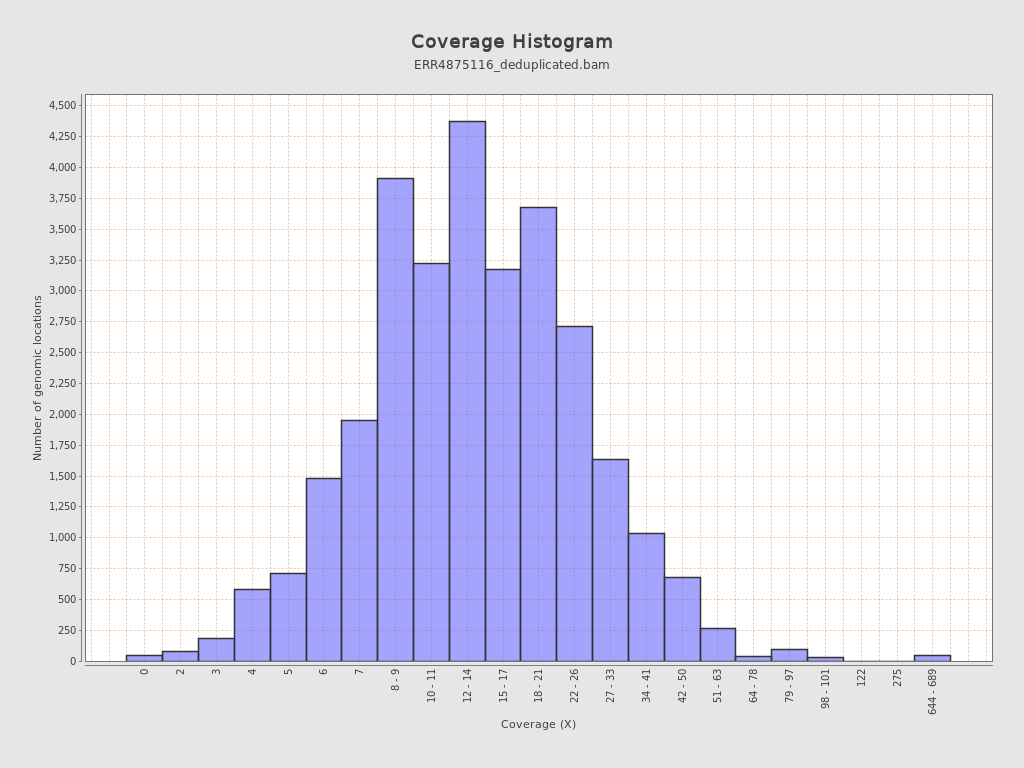 Coverage Histogram
ERR4875116_deduplicated.bam
Number of genomic locations
4,500
4,250
4,000
3,750
3,500
3,250
3,000
2,750
2,500
2,250
2,000
1,750
1,500
1,250
1,000
750
500
250
0
0
2
3
4
5
6
7
8 - 9
10 - 11
12 - 14
15 - 17
18 - 21
22 - 26
27 - 33
34 - 41
42 - 50
51 - 63
64 - 78
79 - 97
98 - 101
122
275
644 - 689
Coverage (X)